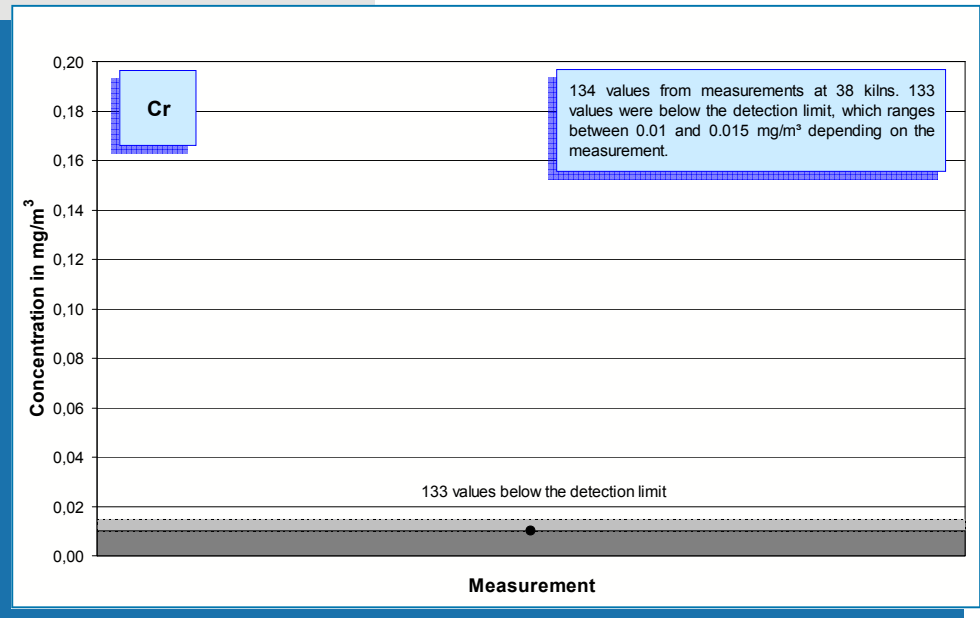 Cr
134 values from measurements at 38 kilns. 133
values were below the detection limit, which ranges
between 0.01 and 0.015 mg/m³ depending on the
measurement.
Concentration in mg/m³
0,20
0,18
0,16
0,14
0,12
0,10
0,08
0,06
0,04
0,02
0,00
133 values below the detection limit
Measurement